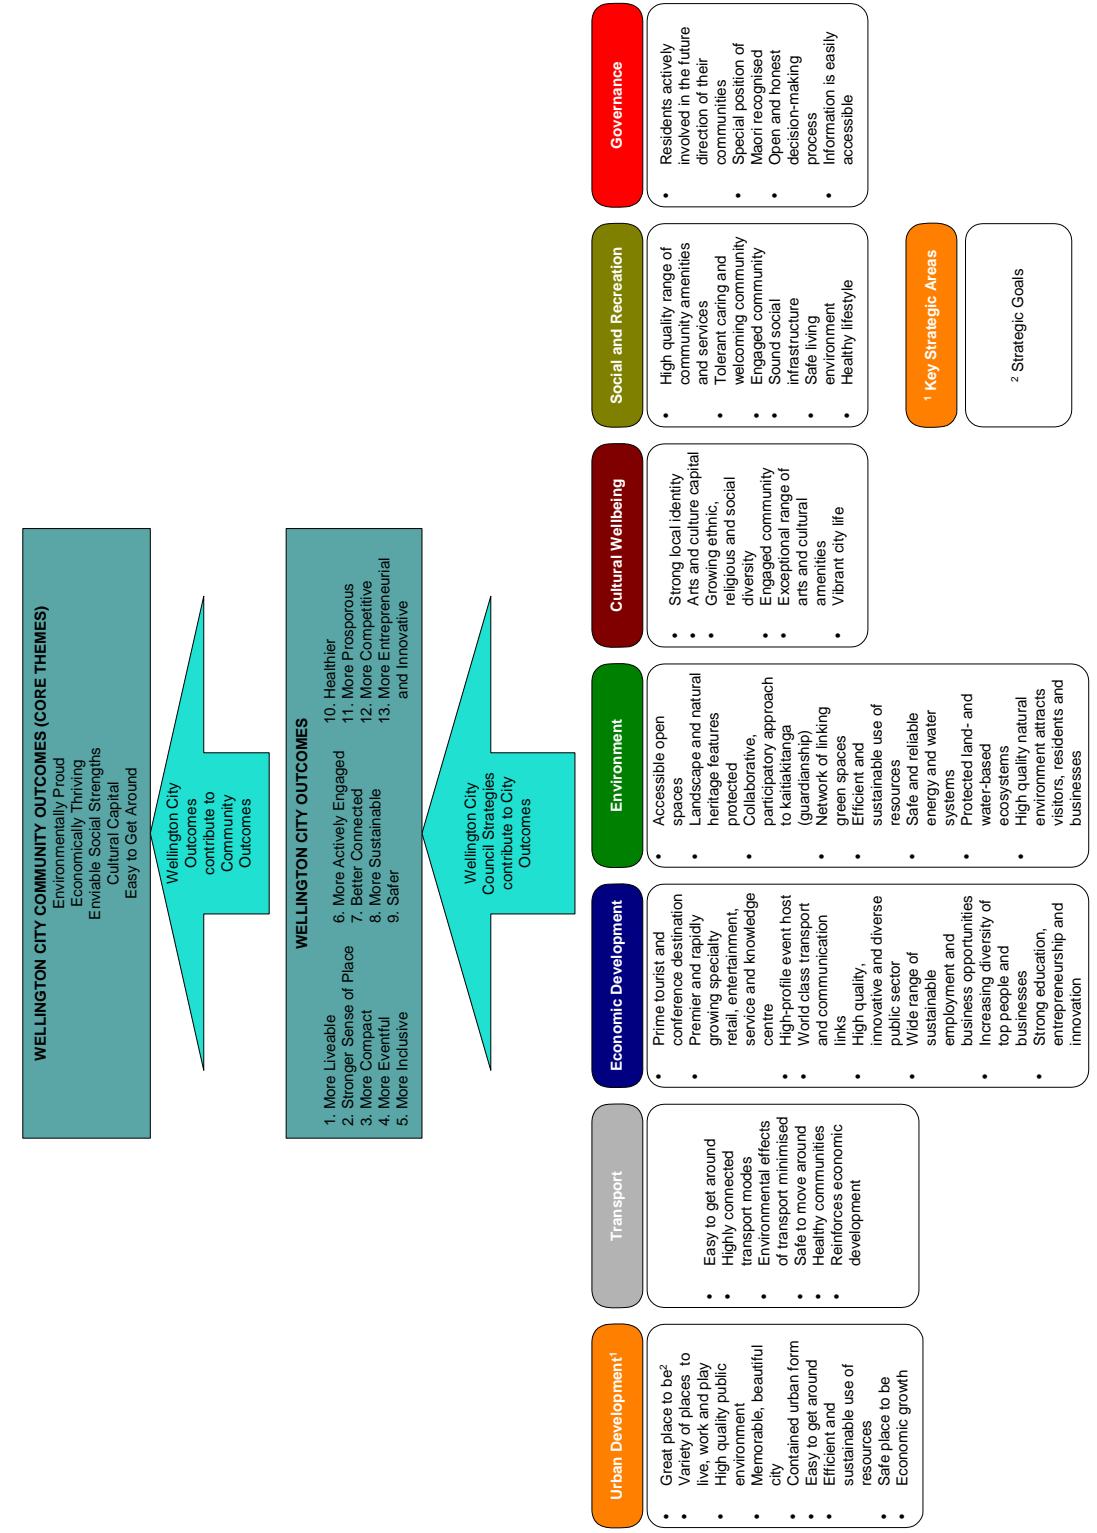 WELLINGTON CITY COMMUNITY OUTCOMES (CORE THEMES)
Environmentally Proud
Economically Thriving
Enviable Social Strengths
Cultural Capital
Easy to Get Around
Wellington City
Outcomes
contribute to
Community
Outcomes
WELLINGTON CITY OUTCOMES
1. More Liveable
2. Stronger Sense of Place
3. More Compact
4. More Eventful
5. More Inclusive
6. More Actively Engaged
7. Better Connected
8. More Sustainable
9. Safer
10. Healthier
11. More Prosporous
12. More Competitive
13. More Entrepreneurial
and Innovative
Wellington City
Council Strategies
contribute to City
Outcomes
Urban Development¹
• Great place to be²
• Variety of places to
live, work and play
• High quality public
environment
• Memorable, beautiful
city
• Contained urban form
• Easy to get around
• Efficient and
sustainable use of
resources
• Safe place to be
• Economic growth
Transport
• Easy to get around
• Highly connected
transport modes
• Environmental effects
of transport minimised
• Safe to move around
• Healthy communities
• Reinforces economic
development
Economic Development
• Prime tourist and
conference destination
• Premier and rapidly
growing specialty
retail, entertainment,
service and knowledge
centre
• High-profile event host
• World class transport
and communication
links
• High quality,
innovative and diverse
public sector
• Wide range of
sustainable
employment and
business opportunities
• Increasing diversity of
top people and
businesses
• Strong education,
entrepreneurship and
innovation
Environment
• Accessible open
spaces
• Landscape and natural
heritage features
protected
• Collaborative,
participatory approach
to kaitiakitanga
(guardianship)
• Network of linking
green spaces
• Efficient and
sustainable use of
resources
• Safe and reliable
energy and water
systems
• Protected land- and
water-based
ecosystems
• High quality natural
environment attracts
visitors, residents and
businesses
Cultural Wellbeing
• Strong local identity
• Arts and culture capital
• Growing ethnic,
religious and social
diversity
• Engaged community
• Exceptional range of
arts and cultural
amenities
• Vibrant city life
Social and Recreation
• High quality range of
community amenities
and services
• Tolerant caring and
welcoming community
• Engaged community
• Sound social
infrastructure
• Safe living
environment
• Healthy lifestyle
Governance
• Residents actively
involved in the future
direction of their
communities
• Special position of
Maori recognised
• Open and honest
decision-making
process
• Information is easily
accessible
¹ Key Strategic Areas
² Strategic Goals